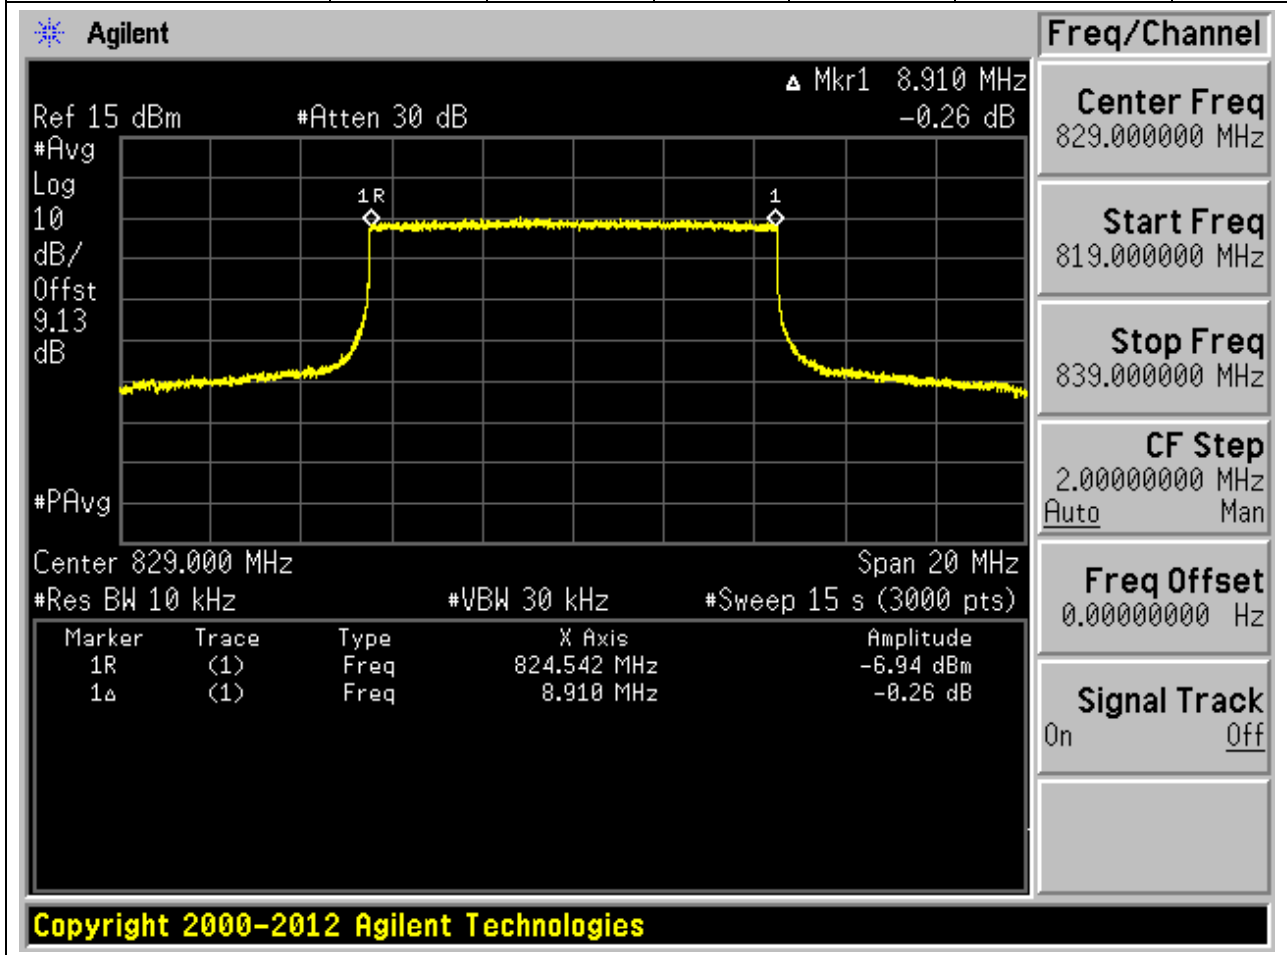 Agilent
Freq/Channel
Δ Mkr1 8.910 MHz
Ref 15 dBm #Atten 30 dB -0.26 dB
#Avg
Log
10
dB/
Offst
9.13
dB
#PAvg
1R
1
Center 829.000 MHz Span 20 MHz
#Res BW 10 kHz #VBW 30 kHz #Sweep 15 s (3000 pts)
Marker Trace Type X Axis Amplitude
1R (1) Freq 824.542 MHz -6.94 dBm
1Δ (1) Freq 8.910 MHz -0.26 dB
Center Freq
829.000000 MHz
Start Freq
819.000000 MHz
Stop Freq
839.000000 MHz
CF Step
2.00000000 MHz
Auto Man
Freq Offset
0.00000000 Hz
Signal Track
On Off
Copyright 2000-2012 Agilent Technologies